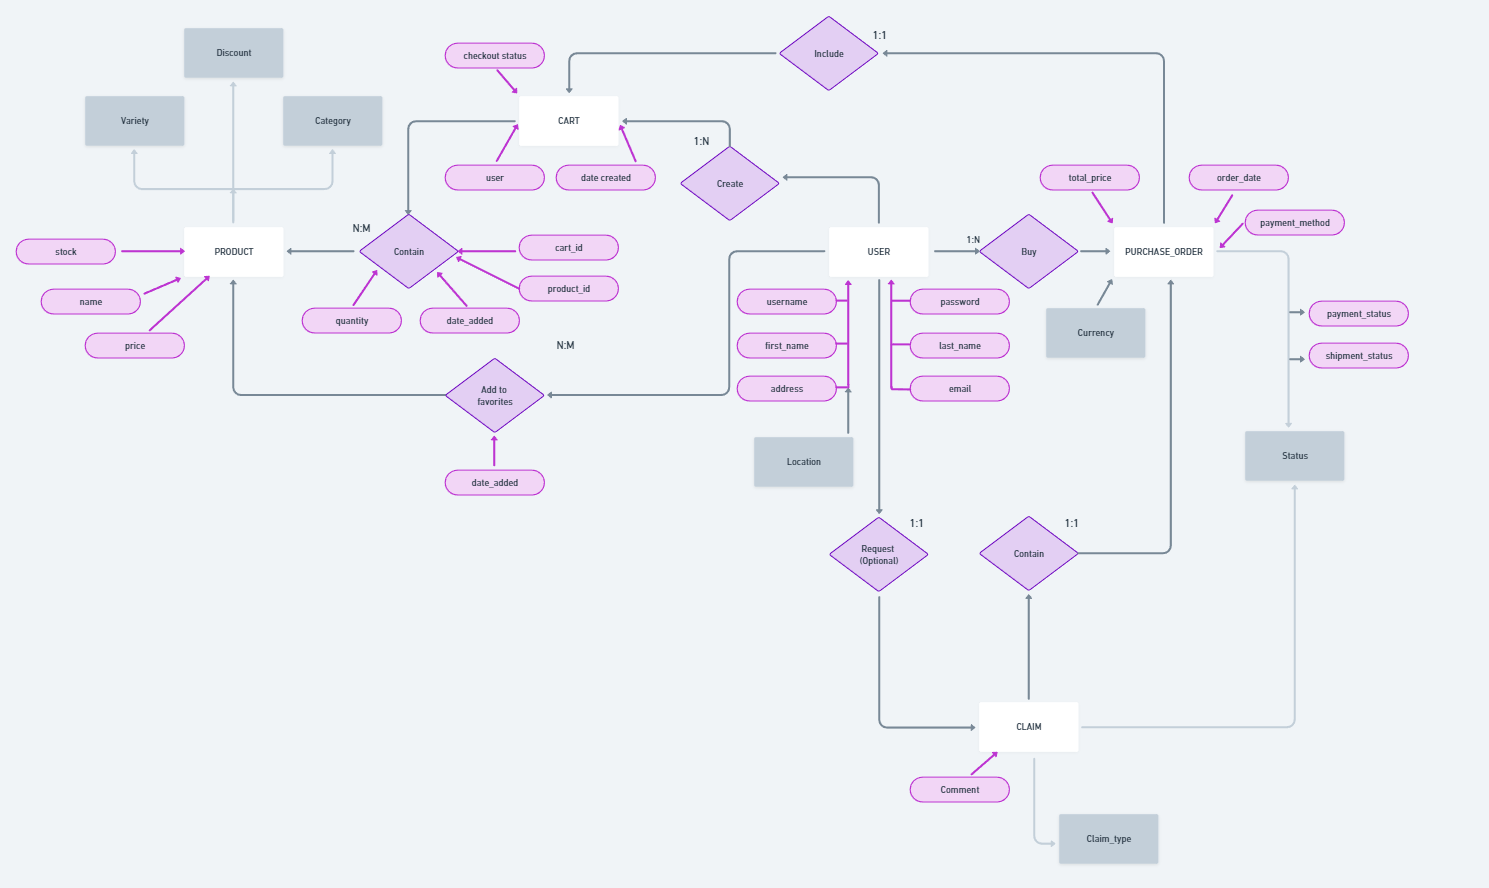 Include
1:1
Discount
checkout status
Variety
Category
CART
1:N
user
date created
Create
total_price
order_date
N:M
payment_method
stock
PRODUCT
Contain
cart_id
USER
1:N
Buy
PURCHASE_ORDER
product_id
name
quantity
date_added
username
password
payment_status
Currency
price
N:M
first_name
last_name
shipment_status
Add to
favorites
address
email
Location
Status
date_added
1:1
1:1
Request
(Optional)
Contain
CLAIM
Comment
Claim_type